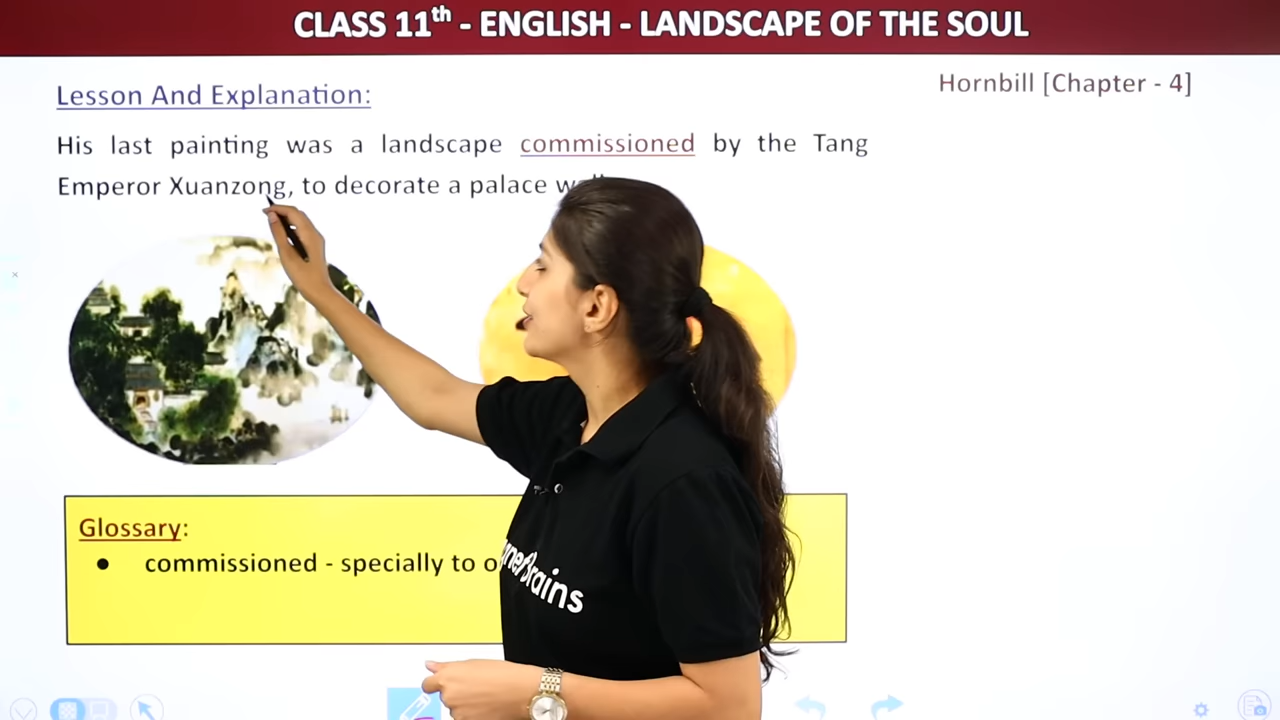 CLASS 11th - ENGLISH - LANDSCAPE OF THE SOUL
Hornbill [Chapter - 4]
Lesson And Explanation:
His last painting was a landscape commissioned by the Tang
Emperor Xuanzong, to decorate a palace
Glossary:
● commissioned - specially to